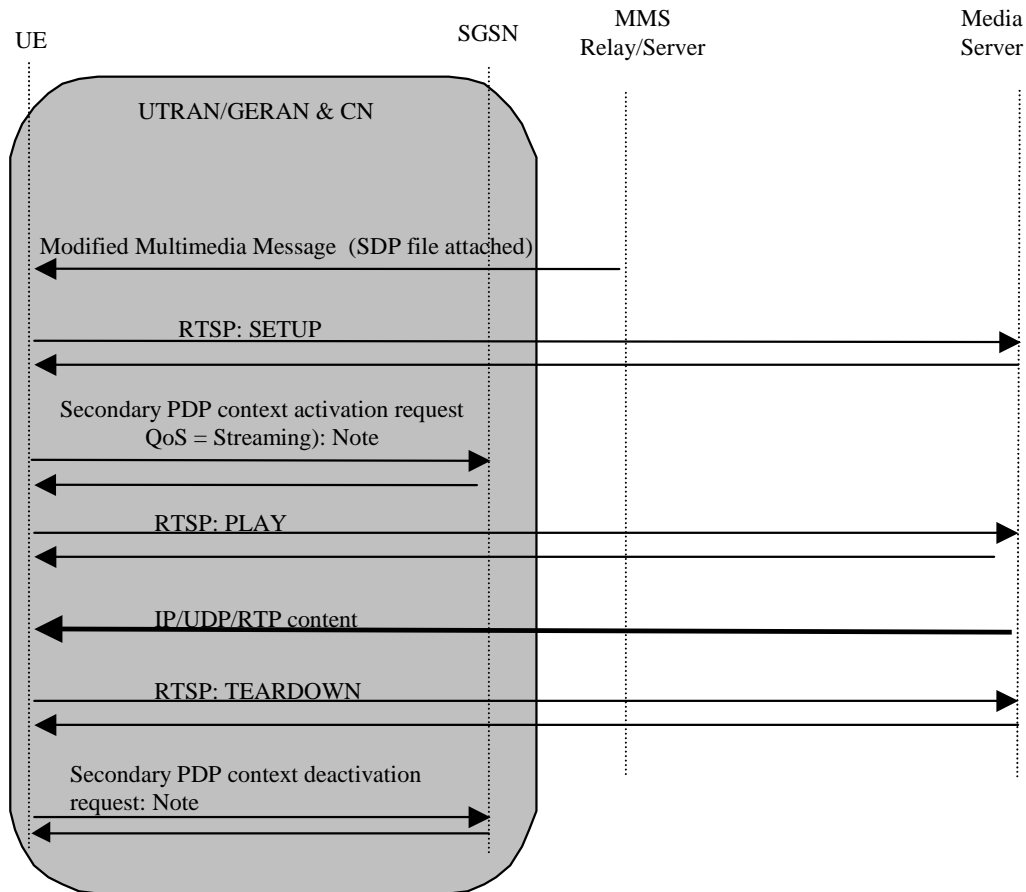 UE
SGSN
MMS
Relay/Server
Media
Server
UTRAN/GERAN & CN
Modified Multimedia Message (SDP file attached)
RTSP: SETUP
Secondary PDP context activation request
QoS = Streaming): Note
RTSP: PLAY
IP/UDP/RTP content
RTSP: TEARDOWN
Secondary PDP context deactivation
request: Note